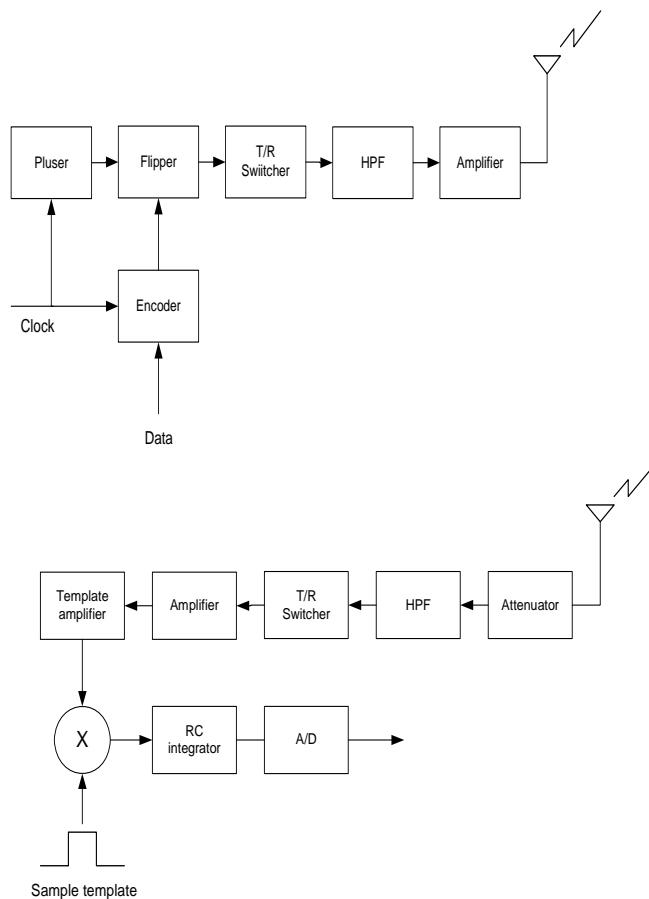 Pluser
Flipper
T/R
Swiitcher
HPF
Amplifier
Encoder
Clock
Data
Template
amplifier
Amplifier
T/R
Switcher
HPF
Attenuator
X
RC
integrator
A/D
Sample template